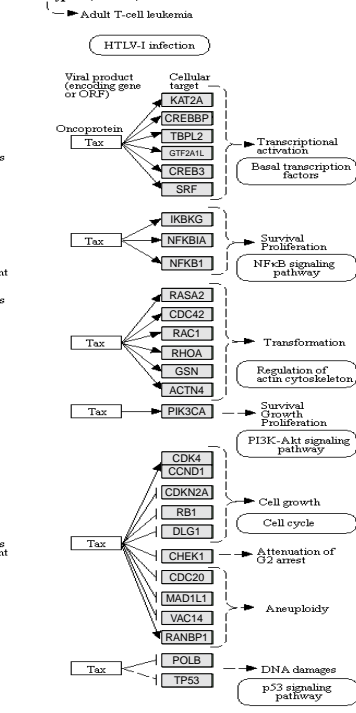 Adult T-cell leukemia
HTLV-I infection
Viral product
(encoding gene
or ORF)
Cellular
target
Oncoprotein
Tax
KAT2A
CREBBP
TBPL2
GTF2A1L
CREB3
SRF
Transcriptional
activation
Basal transcription
factors
Tax
IKBKG
NFKBIA
NFKB1
Survival
Proliferation
NFκB signaling
pathway
Tax
RASA2
CDC42
RAC1
RHOA
GSN
ACTN4
Transformation
Regulation of
actin cytoskeleton
Tax
PIK3CA
Survival
Growth
Proliferation
PI3K-Akt signaling
pathway
Tax
CDK4
CCND1
CDKN2A
RB1
DLG1
Cell growth
Cell cycle
CHEK1
Attenuation of
G2 arrest
CDC20
MAD1L1
VAC14
RANBP1
Aneuploidy
Tax
POLB
TP53
DNA damages
p53 signaling
pathway